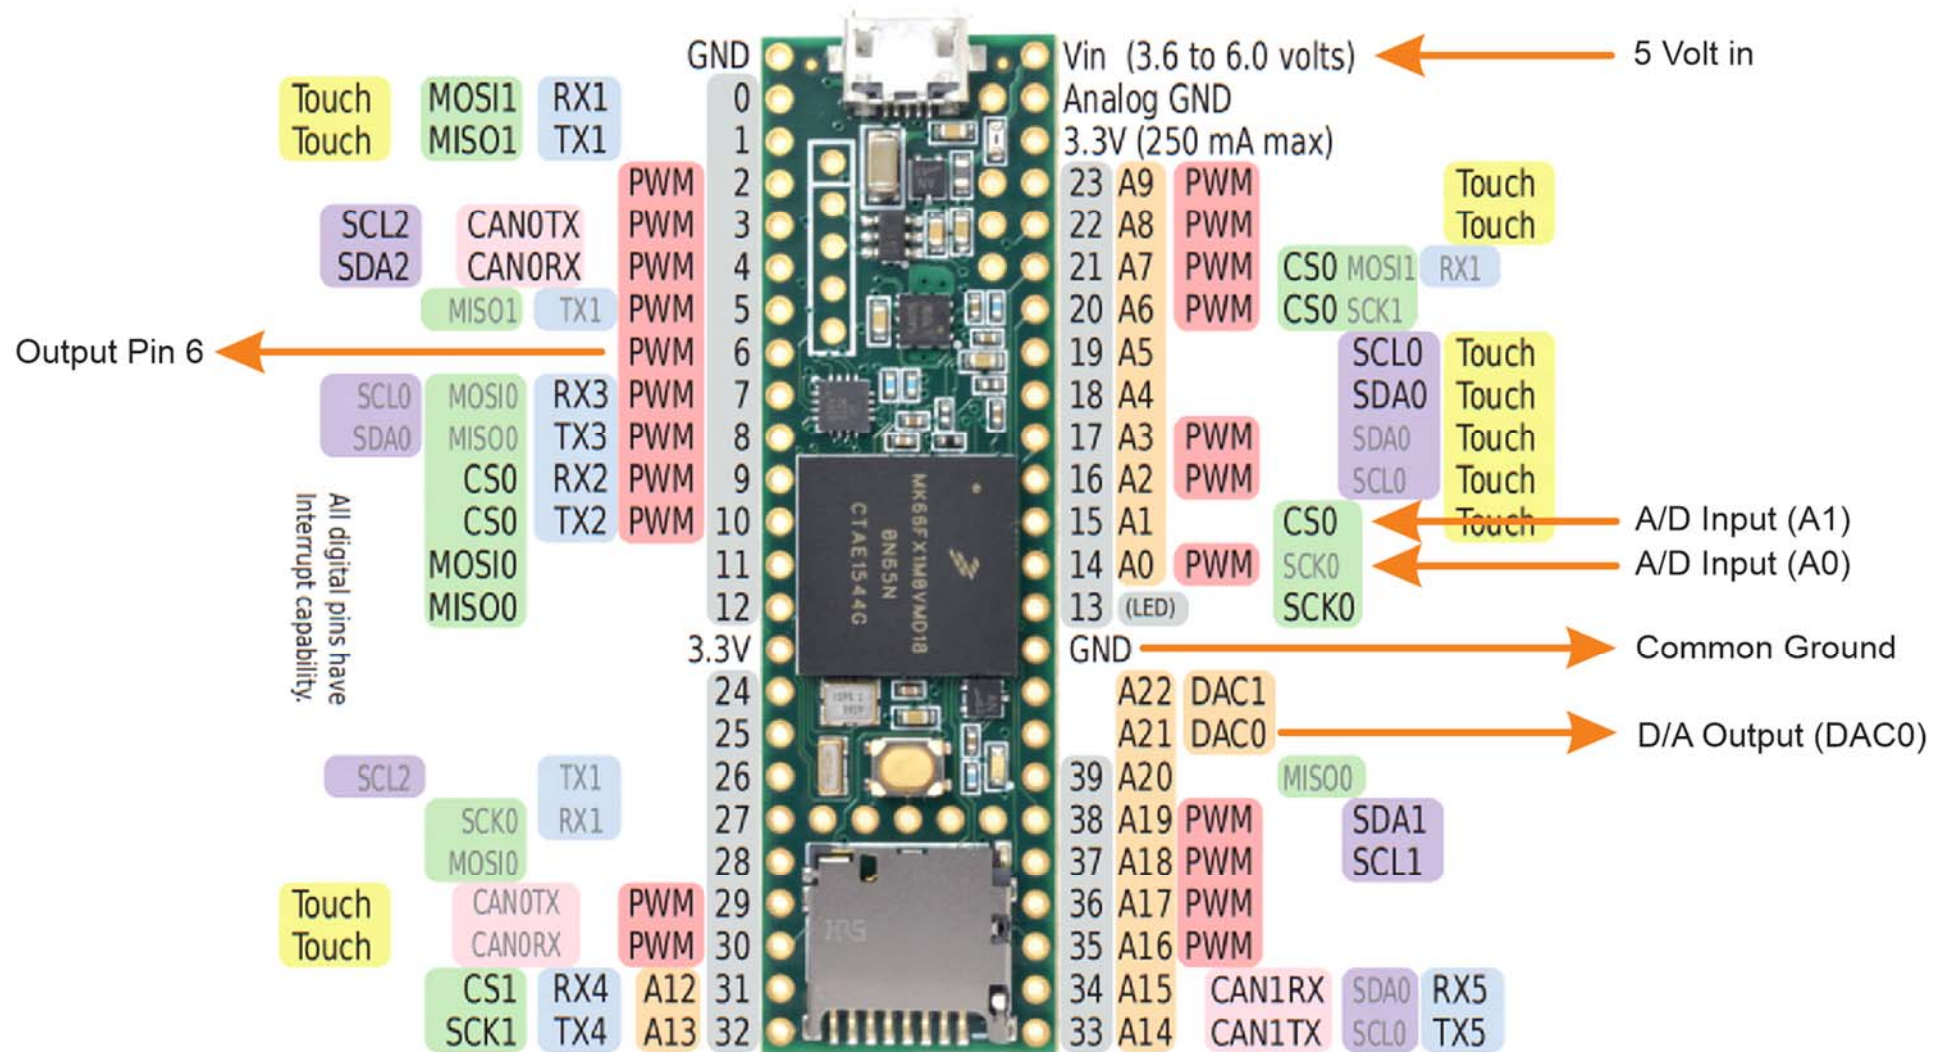 GND Vin (3.6 to 6.0 volts) 5 Volt in
Touch MOSI1 RX1 0 Analog GND
Touch MISO1 TX1 1 3.3V (250 mA max)
PWM 2 23 A9 PWM Touch
SCL2 CAN0TX PWM 3 22 A8 PWM Touch
SDA2 CAN0RX PWM 4 21 A7 PWM CS0 MOSI1 RX1
MISO1 TX1 PWM 5 20 A6 PWM CS0 SCK1
Output Pin 6 PWM 6 19 A5 SCL0 Touch
SCL0 MOSI0 RX3 PWM 7 18 A4 SDA0 Touch
SDA0 MISO0 TX3 PWM 8 17 A3 PWM SDA0 Touch
CS0 RX2 PWM 9 16 A2 PWM SCL0 Touch
CS0 TX2 PWM 10 15 A1 CS0 Touch A/D Input (A1)
MOSI0 11 14 A0 PWM SCK0 A/D Input (A0)
MISO0 12 13 (LED) SCK0
3.3V GND Common Ground
24 A22 DAC1
25 A21 DAC0 D/A Output (DAC0)
SCL2 TX1 26 39 A20 MISO0
SCK0 RX1 27 38 A19 PWM SDA1
MOSI0 28 37 A18 PWM SCL1
Touch CAN0TX PWM 29 36 A17 PWM
Touch CAN0RX PWM 30 35 A16 PWM
CS1 RX4 A12 31 34 A15 CAN1RX SDA0 RX5
SCK1 TX4 A13 32 33 A14 CAN1TX SCL0 TX5
All digital pins have
Interrupt capability.
MK66FX1M0VMD18
0N65N
CTAE1544G